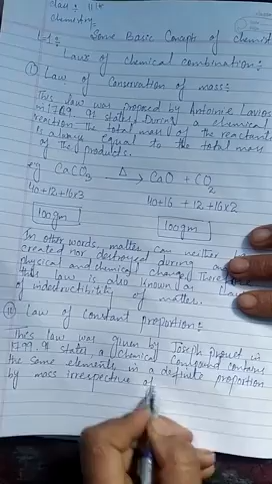 class: 11th
Chemistry
1.1: Some Basic Concepts of chemist
Laws of chemical combination:
(i) Law of Conservation of mass:
This law was proposed by Antoinie Lavios
in 1789. It states, During a chemical
reaction the total mass of the reactants
is always equal to the total mass
of the products.
eg CaCO3 —Δ→ CaO + CO2
40+12+16×3 40+16 + 12+16×2
100gm 100gm
In other words, matter can neither be
created nor destroyed during any
physical and chemical change. Therefore
this law is also known as Law
of indestructibility of matter.
(ii) Law of Constant proportion:
This law was given by Joseph proust in
1799. It states, a chemical Compound contains
the same elements in a definite proportion
by mass irrespective of